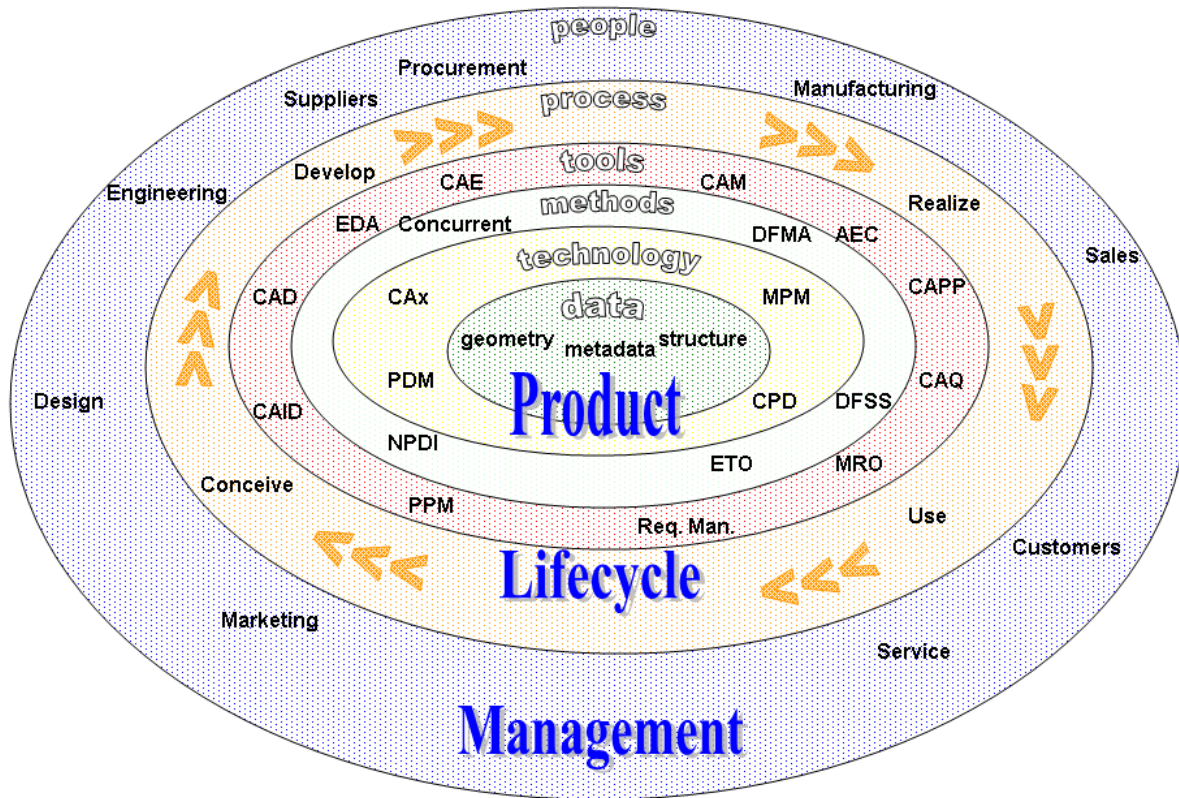 people
Procurement
Manufacturing
Suppliers
process
Develop
tools
Engineering
CAE
CAM
methods
Realize
EDA
Concurrent
DFMA
AEC
technology
Sales
CAD
CAx
MPM
CAPP
data
geometry
metadata
structure
PDM
CAQ
Design
CAID
Product
CPD
DFSS
NPDI
ETO
MRO
Conceive
PPM
Req. Man.
Use
Customers
Lifecycle
Marketing
Service
Management